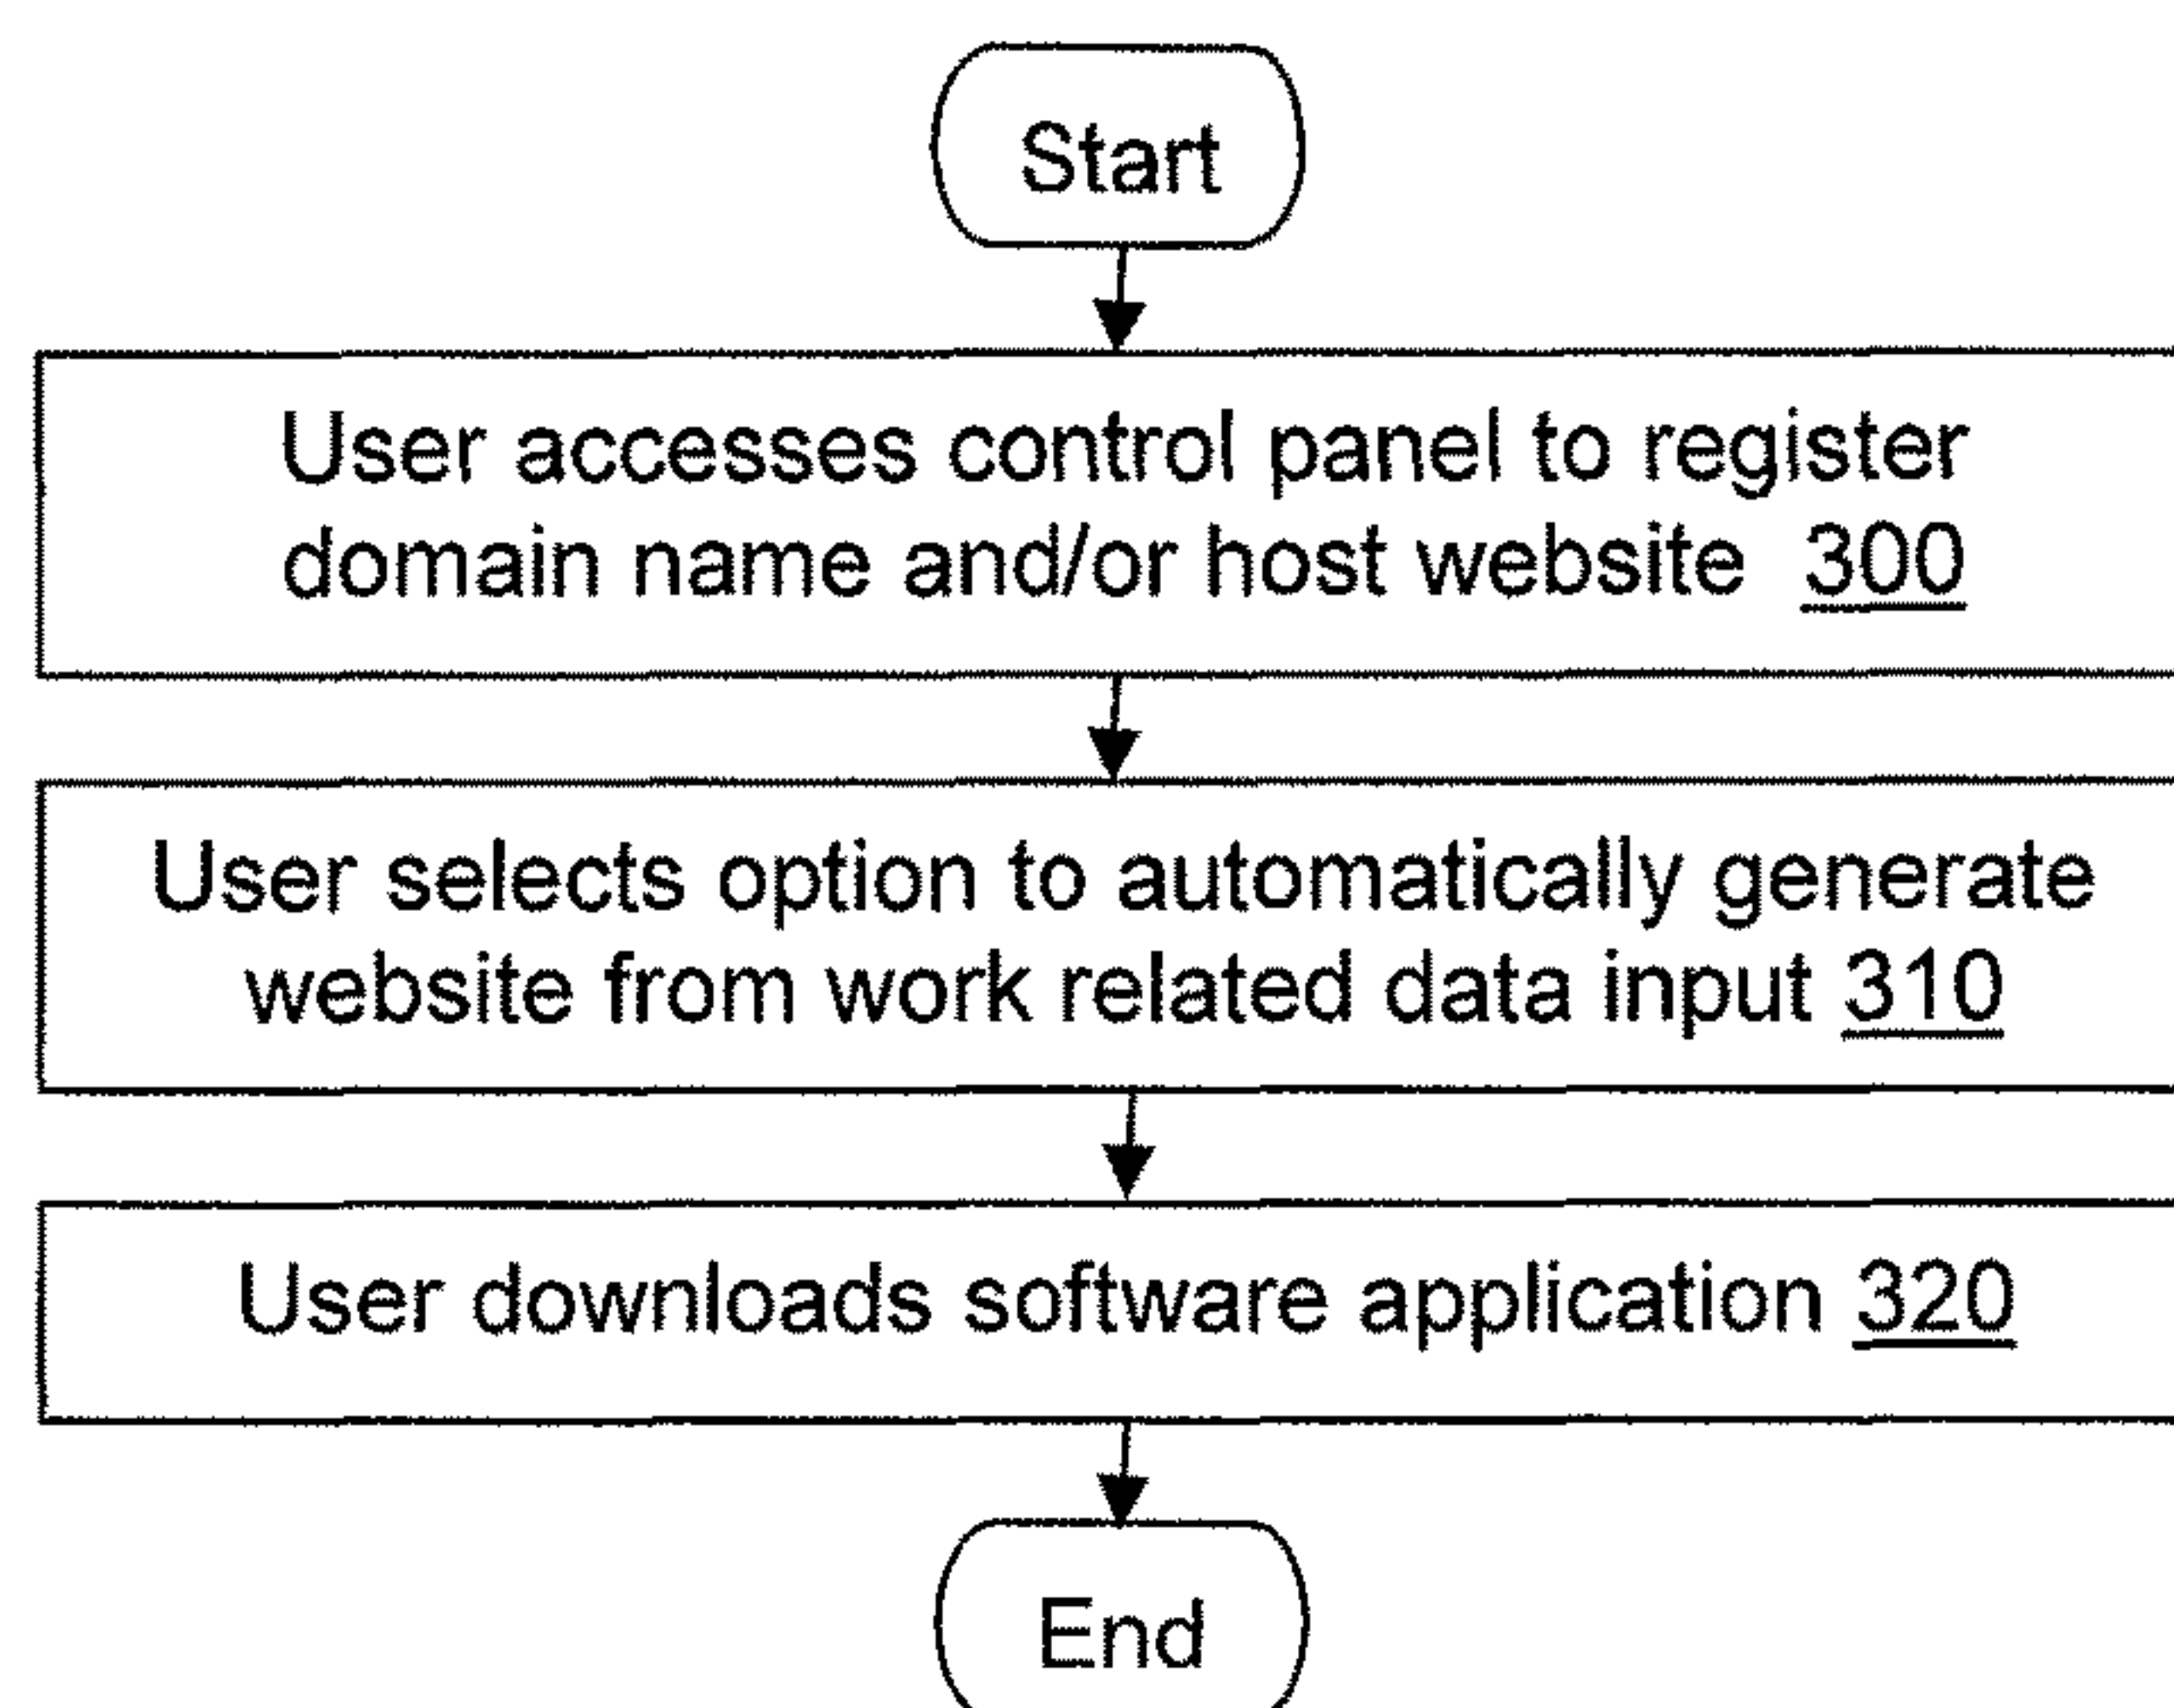 Start
User accesses control panel to register
domain name and/or host website 300
User selects option to automatically generate
website from work related data input 310
User downloads software application 320
End